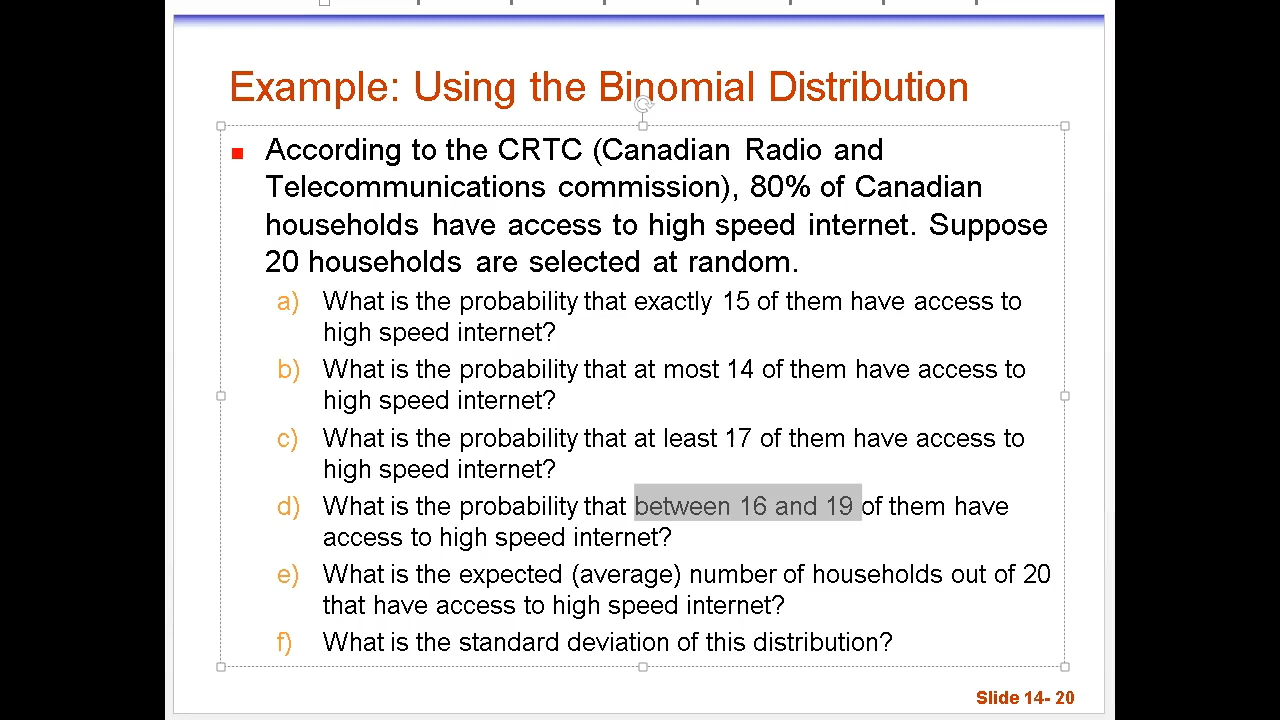 Example: Using the Binomial Distribution
According to the CRTC (Canadian Radio and
Telecommunications commission), 80% of Canadian
households have access to high speed internet. Suppose
20 households are selected at random.
a) What is the probability that exactly 15 of them have access to
high speed internet?
b) What is the probability that at most 14 of them have access to
high speed internet?
c) What is the probability that at least 17 of them have access to
high speed internet?
d) What is the probability that between 16 and 19 of them have
access to high speed internet?
e) What is the expected (average) number of households out of 20
that have access to high speed internet?
f) What is the standard deviation of this distribution?
Slide 14- 20